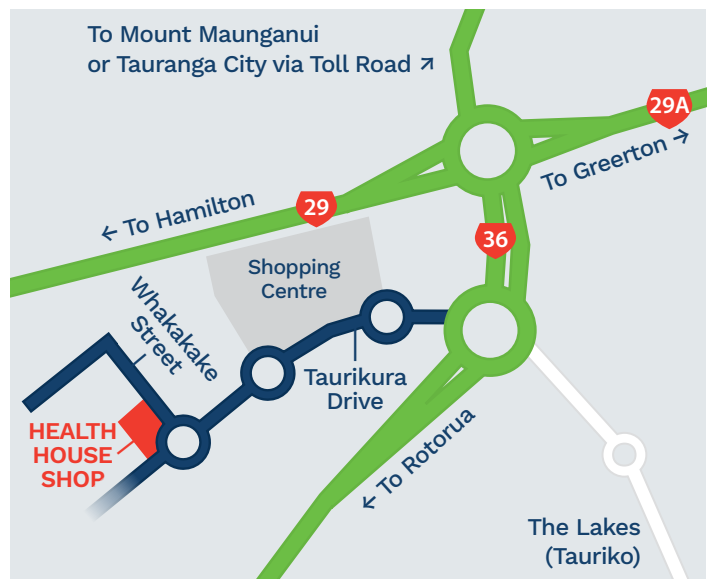 To Mount Maunganui
or Tauranga City via Toll Road ↗
29A
To Greerton →
← To Hamilton
29
36
Shopping
Centre
Whakakake
Street
Taurikura
Drive
HEALTH
HOUSE
SHOP
← To Rotorua
The Lakes
(Tauriko)